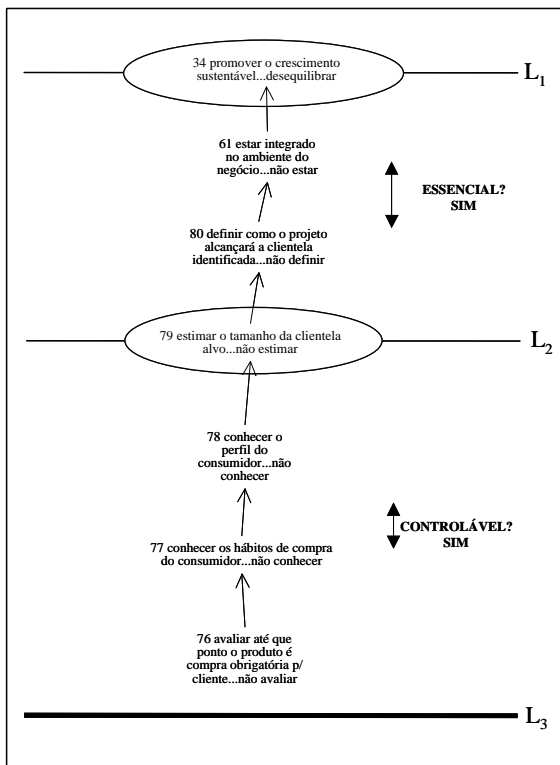 34 promover o crescimento
sustentável...desequilibrar
L1
61 estar integrado
no ambiente do
negócio...não estar
ESSENCIAL?
SIM
80 definir como o projeto
alcançará a clientela
identificada...não definir
79 estimar o tamanho da clientela
alvo...não estimar
L2
78 conhecer o
perfil do
consumidor...não
conhecer
CONTROLÁVEL?
SIM
77 conhecer os hábitos de compra
do consumidor...não conhecer
76 avaliar até que
ponto o produto é
compra obrigatória p/
cliente...não avaliar
L3